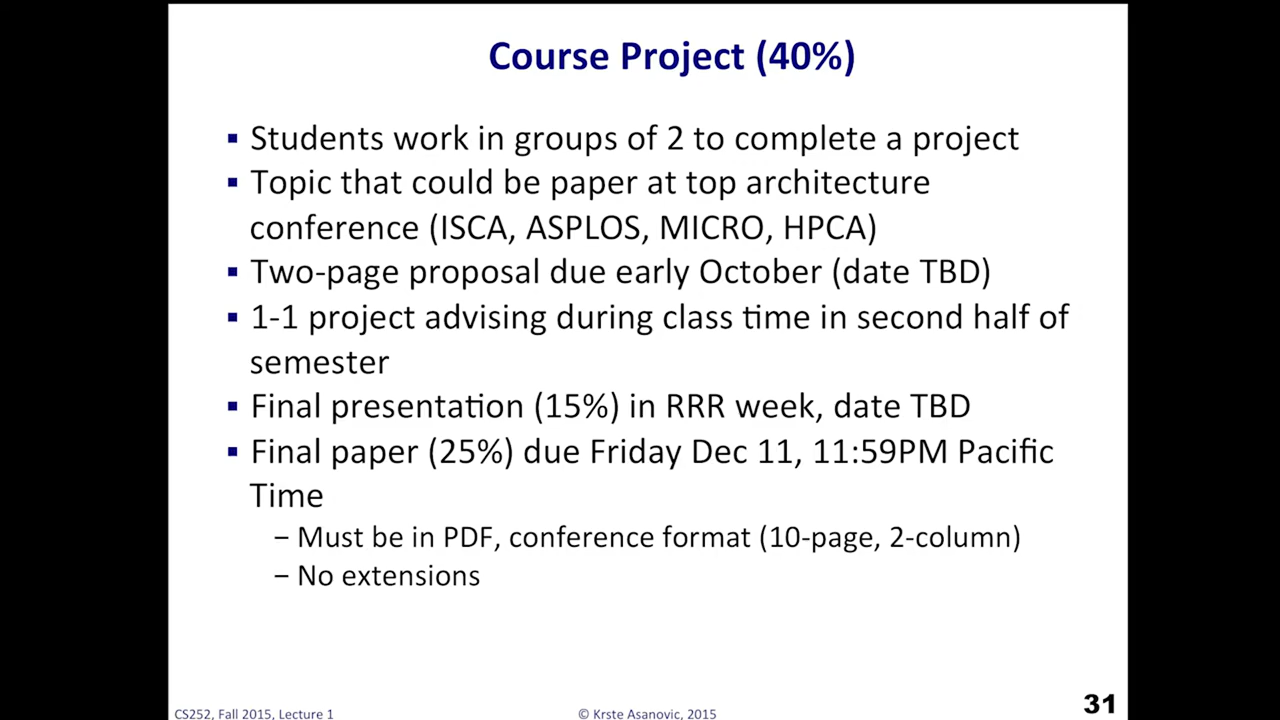 Course Project (40%)
▪ Students work in groups of 2 to complete a project
▪ Topic that could be paper at top architecture
conference (ISCA, ASPLOS, MICRO, HPCA)
▪ Two-page proposal due early October (date TBD)
▪ 1-1 project advising during class time in second half of
semester
▪ Final presentation (15%) in RRR week, date TBD
▪ Final paper (25%) due Friday Dec 11, 11:59PM Pacific
Time
– Must be in PDF, conference format (10-page, 2-column)
– No extensions
CS252, Fall 2015, Lecture 1
© Krste Asanovic, 2015
31